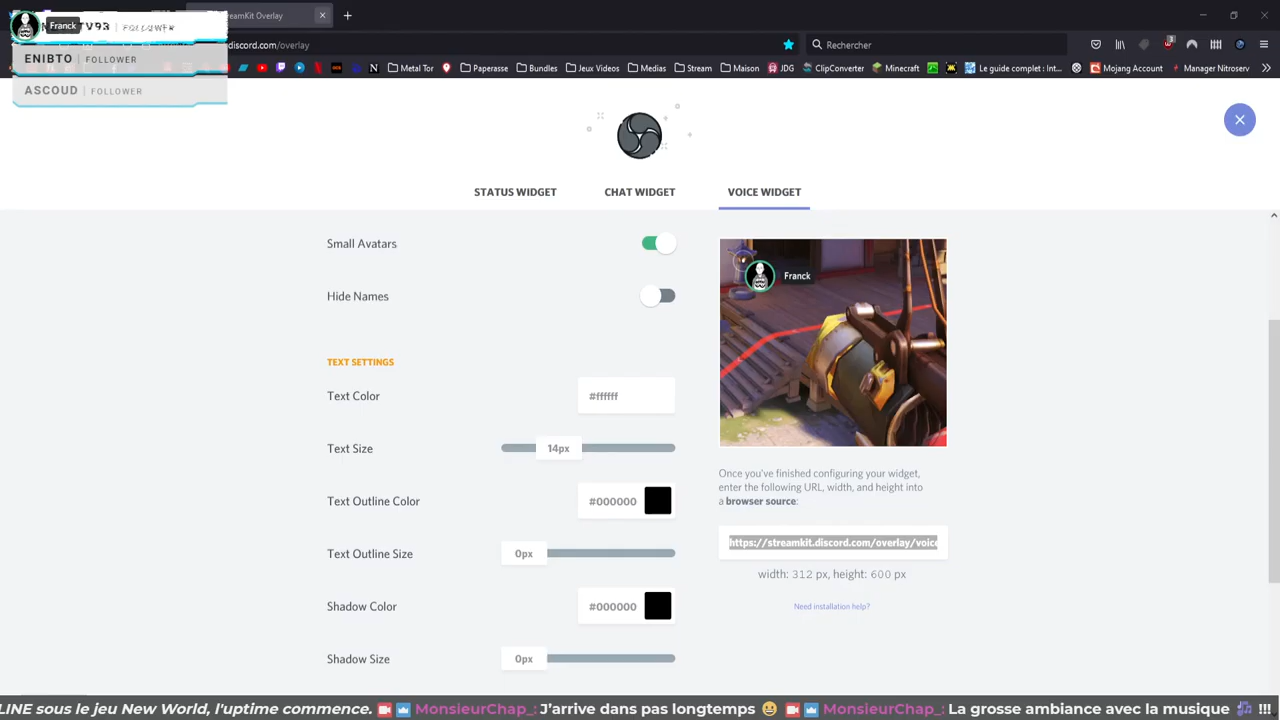 Franck
TV93 | FOLLOWER
StreamKit Overlay
ENIBTO | FOLLOWER
ASCOUD | FOLLOWER
discord.com/overlay
Rechercher
3
Metal Tor
Bundles
Jeux Videos
Medias
Stream
Maison
JDG
ClipConverter
Minecraft
Le guide complet : Int...
Mojang Account
Manager Nitroserv
STATUS WIDGET
CHAT WIDGET
VOICE WIDGET
Small Avatars
Hide Names
TEXT SETTINGS
Text Color
#ffffff
Text Size
14px
Text Outline Color
#000000
Text Outline Size
0px
Shadow Color
#000000
Shadow Size
0px
Franck
Once you've finished configuring your widget,
enter the following URL, width, and height into
a browser source:
https://streamkit.discord.com/overlay/voice
width: 312 px, height: 600 px
Need installation help?
LINE sous le jeu New World, l'uptime commence. MonsieurChap_: J'arrive dans pas longtemps 😃 MonsieurChap_: La grosse ambiance avec la musique 🎶 !!!